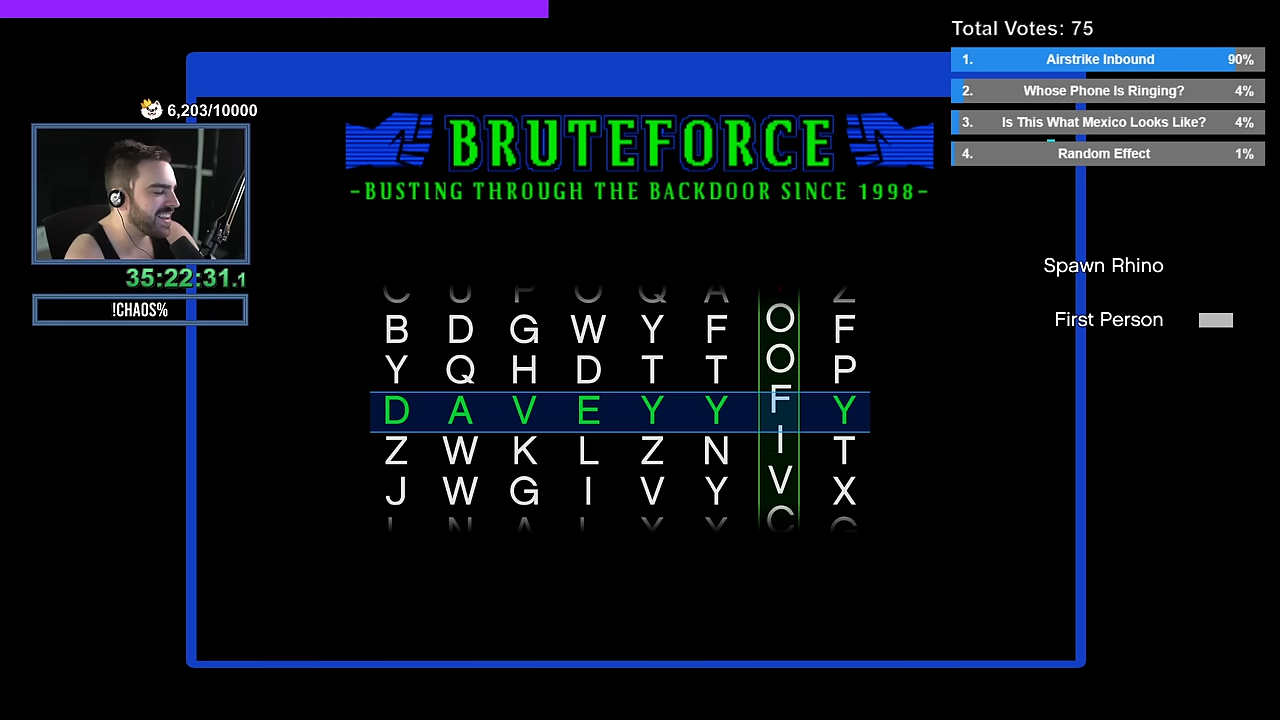 Total Votes: 75
1. Airstrike Inbound 90%
2. Whose Phone Is Ringing? 4%
3. Is This What Mexico Looks Like? 4%
4. Random Effect 1%
6,203/10000
35:22:31.1
!CHAOS%
BRUTEFORCE
-BUSTING THROUGH THE BACKDOOR SINCE 1998-
Spawn Rhino
First Person
B D G W Y F O F
Y Q H D T T O P
D A V E Y Y F Y
Z W K L Z N I T
J W G I V Y V X